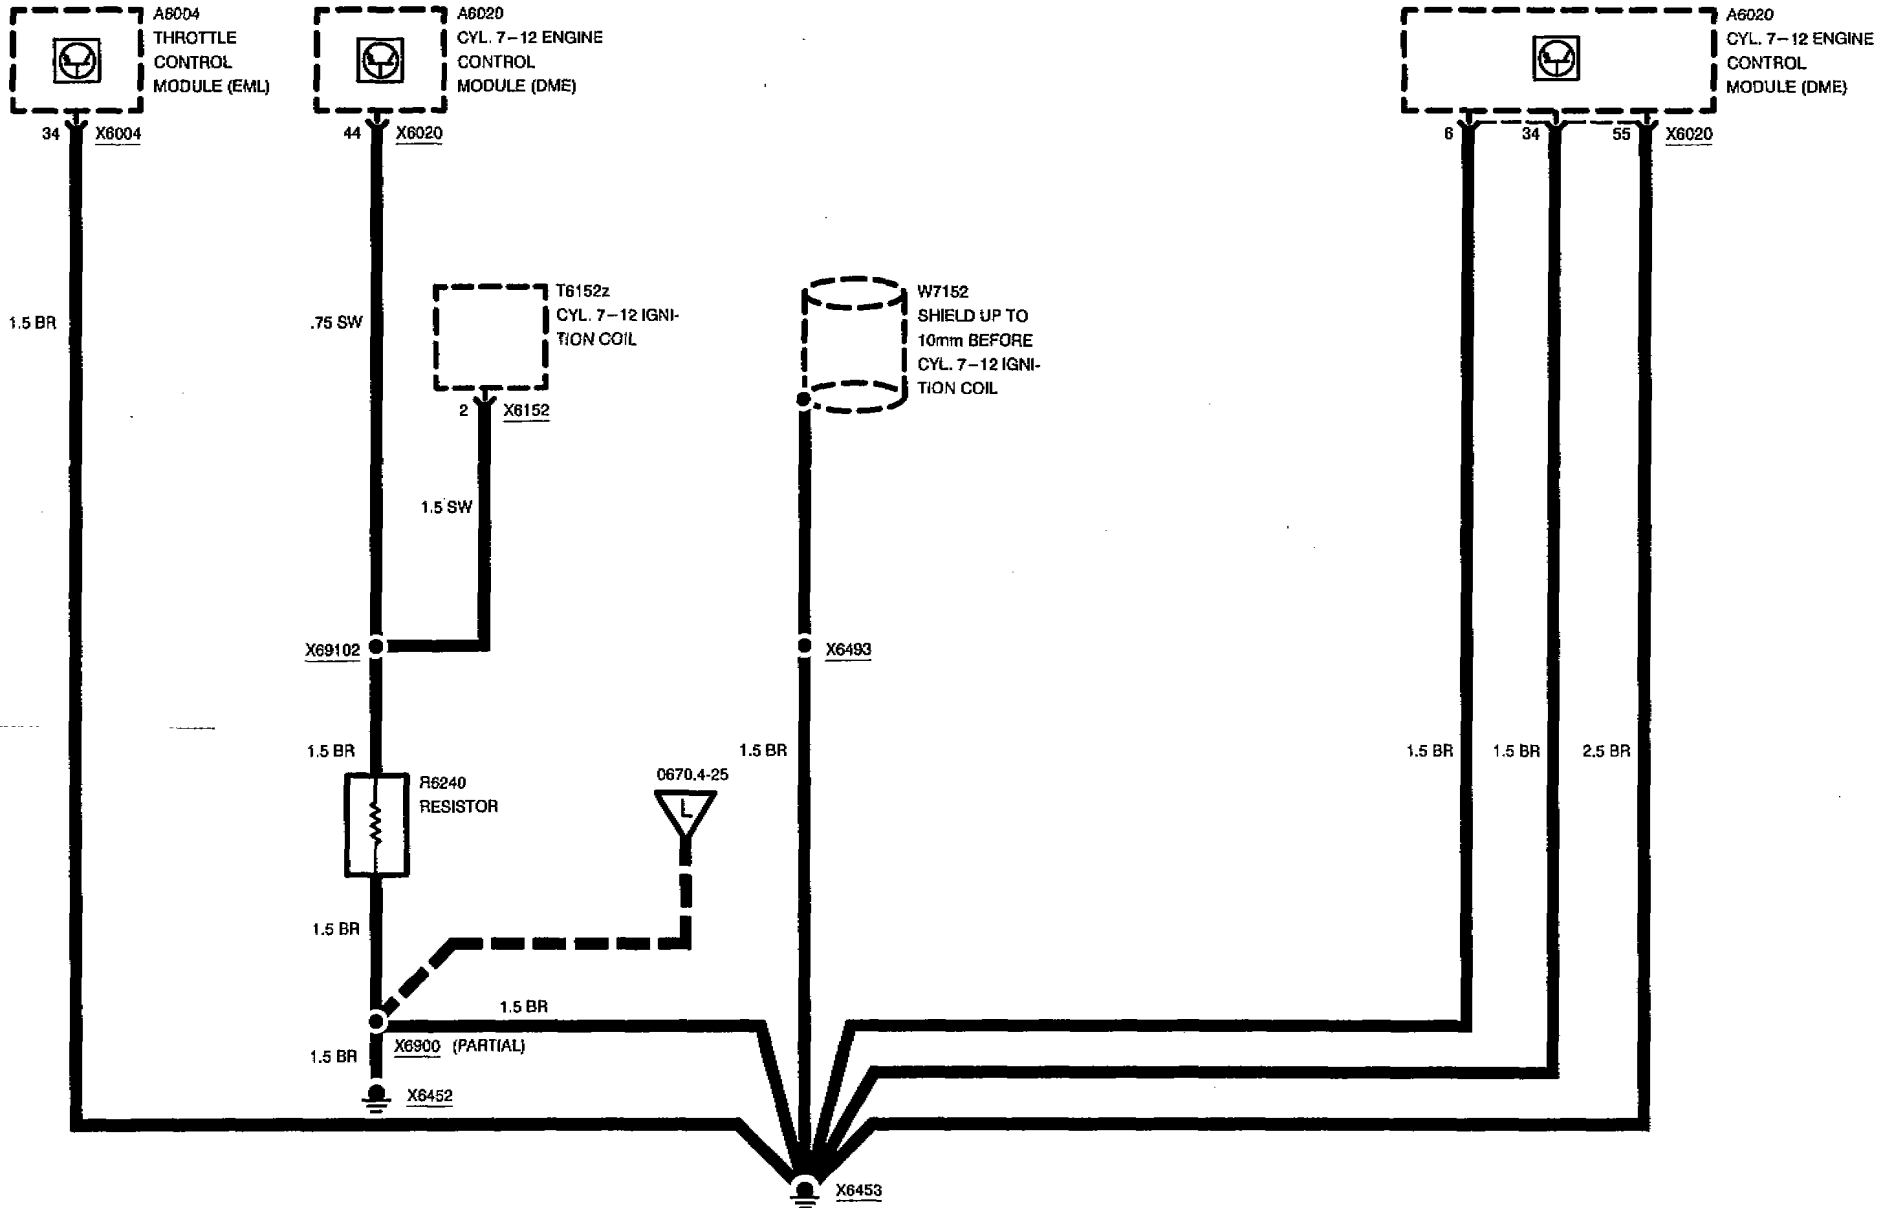 A6004
THROTTLE
CONTROL
MODULE (EML)
34
X6004
A6020
CYL. 7–12 ENGINE
CONTROL
MODULE (DME)
44
X6020
A6020
CYL. 7–12 ENGINE
CONTROL
MODULE (DME)
6
34
55
X6020
1.5 BR
.75 SW
T6152z
CYL. 7–12 IGNI-
TION COIL
2
X6152
1.5 SW
W7152
SHIELD UP TO
10mm BEFORE
CYL. 7–12 IGNI-
TION COIL
X69102
X6493
1.5 BR
R6240
RESISTOR
0670.4-25
L
1.5 BR
1.5 BR
1.5 BR
2.5 BR
1.5 BR
1.5 BR
X6900 (PARTIAL)
1.5 BR
X6452
X6453